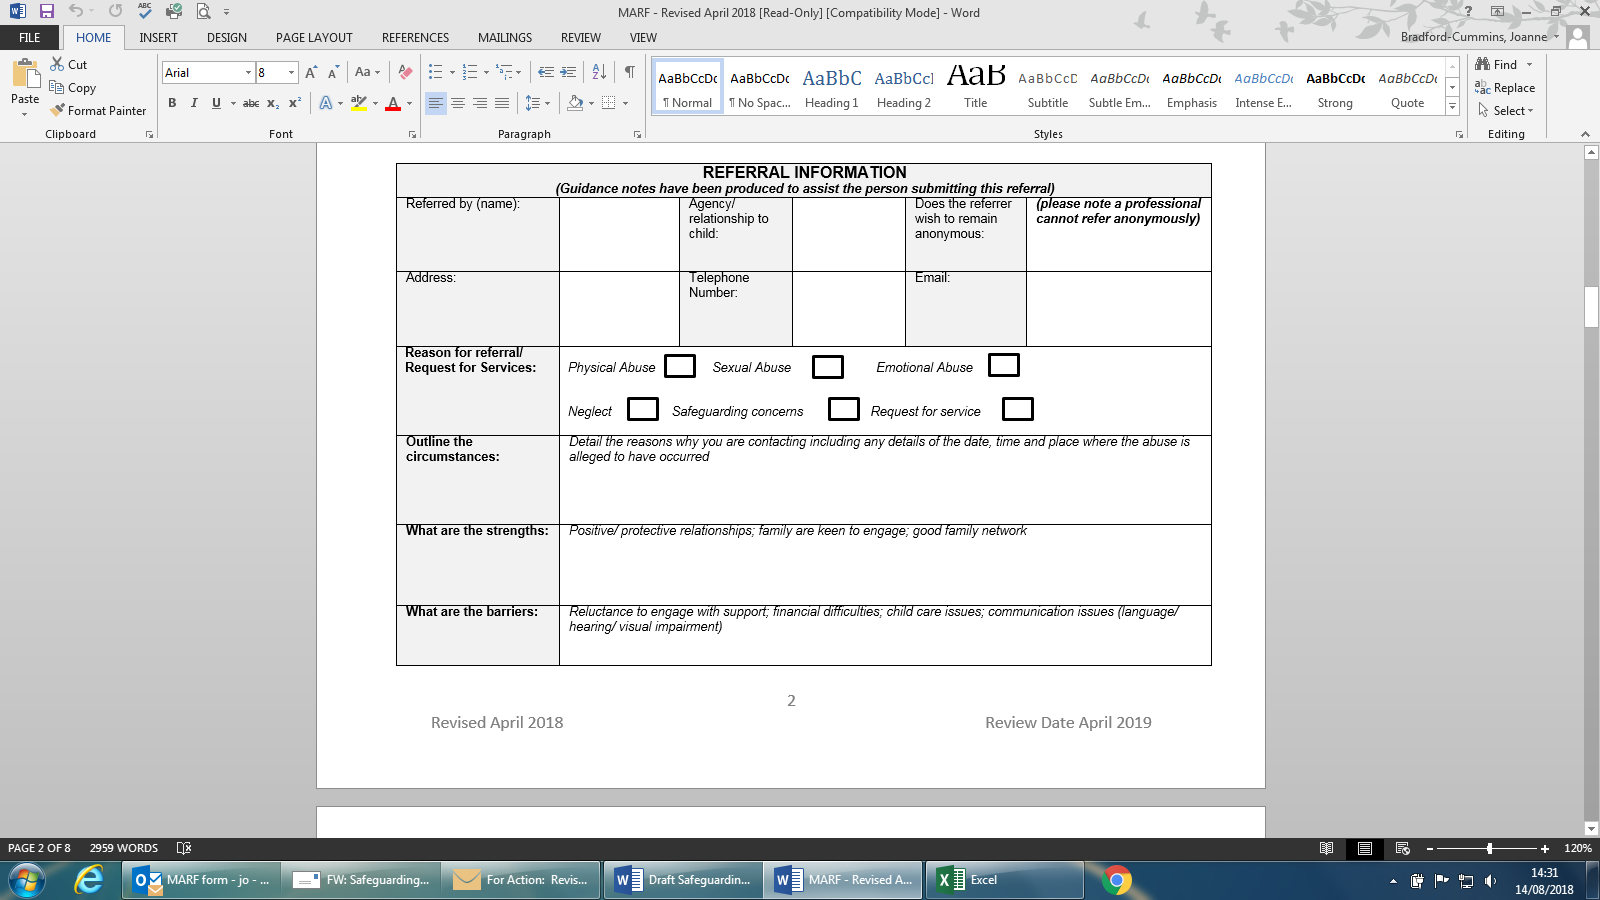 MARF - Revised April 2018 [Read-Only] [Compatibility Mode] - Word
Bradford-Cummins, Joanne
FILE HOME INSERT DESIGN PAGE LAYOUT REFERENCES MAILINGS REVIEW VIEW
Paste
Cut
Copy
Format Painter
Clipboard
Arial 8
Font
Paragraph
AaBbCcDc AaBbCcDc AaBbC AaBbCcI AaB AaBbCcD AaBbCcDc AaBbCcDc AaBbCcDc AaBbCcDc AaBbCcDc
¶ Normal ¶ No Spac... Heading 1 Heading 2 Title Subtitle Subtle Em... Emphasis Intense E... Strong Quote
Styles
Find
Replace
Select
Editing
REFERRAL INFORMATION
(Guidance notes have been produced to assist the person submitting this referral)
Referred by (name):
Agency/
relationship to
child:
Does the referrer
wish to remain
anonymous:
(please note a professional
cannot refer anonymously)
Address:
Telephone
Number:
Email:
Reason for referral/
Request for Services:
Physical Abuse Sexual Abuse Emotional Abuse
Neglect Safeguarding concerns Request for service
Outline the
circumstances:
Detail the reasons why you are contacting including any details of the date, time and place where the abuse is
alleged to have occurred
What are the strengths:
Positive/ protective relationships; family are keen to engage; good family network
What are the barriers:
Reluctance to engage with support; financial difficulties; child care issues; communication issues (language/
hearing/ visual impairment)
2
Revised April 2018 Review Date April 2019
PAGE 2 OF 8 2959 WORDS 120%
MARF form - jo - ... FW: Safeguarding... For Action: Revis... Draft Safeguardin... MARF - Revised A... Excel
14:31
14/08/2018